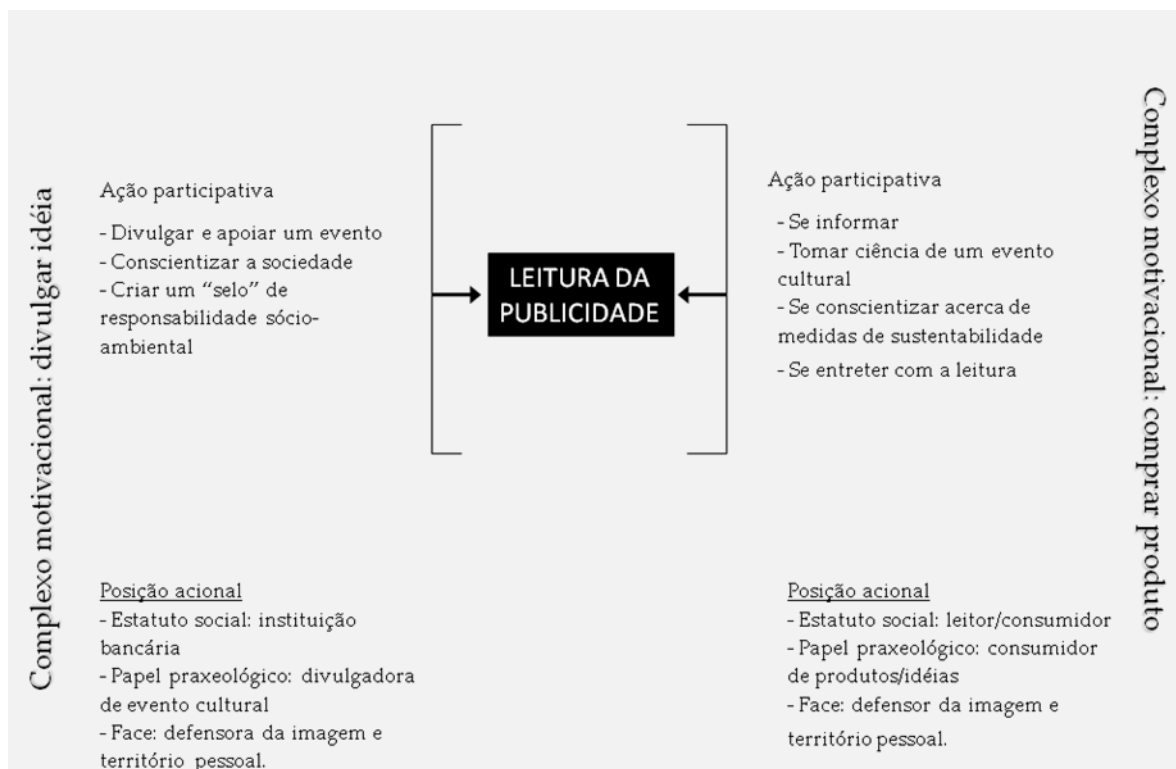 Complexo motivacional: divulgar idéia
Ação participativa
- Divulgar e apoiar um evento
- Conscientizar a sociedade
- Criar um “selo” de
responsabilidade sócio-
ambiental
Posição acional
- Estatuto social: instituição
bancária
- Papel praxeológico: divulgadora
de evento cultural
- Face: defensora da imagem e
território pessoal.
LEITURA DA
PUBLICIDADE
Ação participativa
- Se informar
- Tomar ciência de um evento
cultural
- Se conscientizar acerca de
medidas de sustentabilidade
- Se entreter com a leitura
Posição acional
- Estatuto social: leitor/consumidor
- Papel praxeológico: consumidor
de produtos/idéias
- Face: defensor da imagem e
território pessoal.
Complexo motivacional: comprar produto